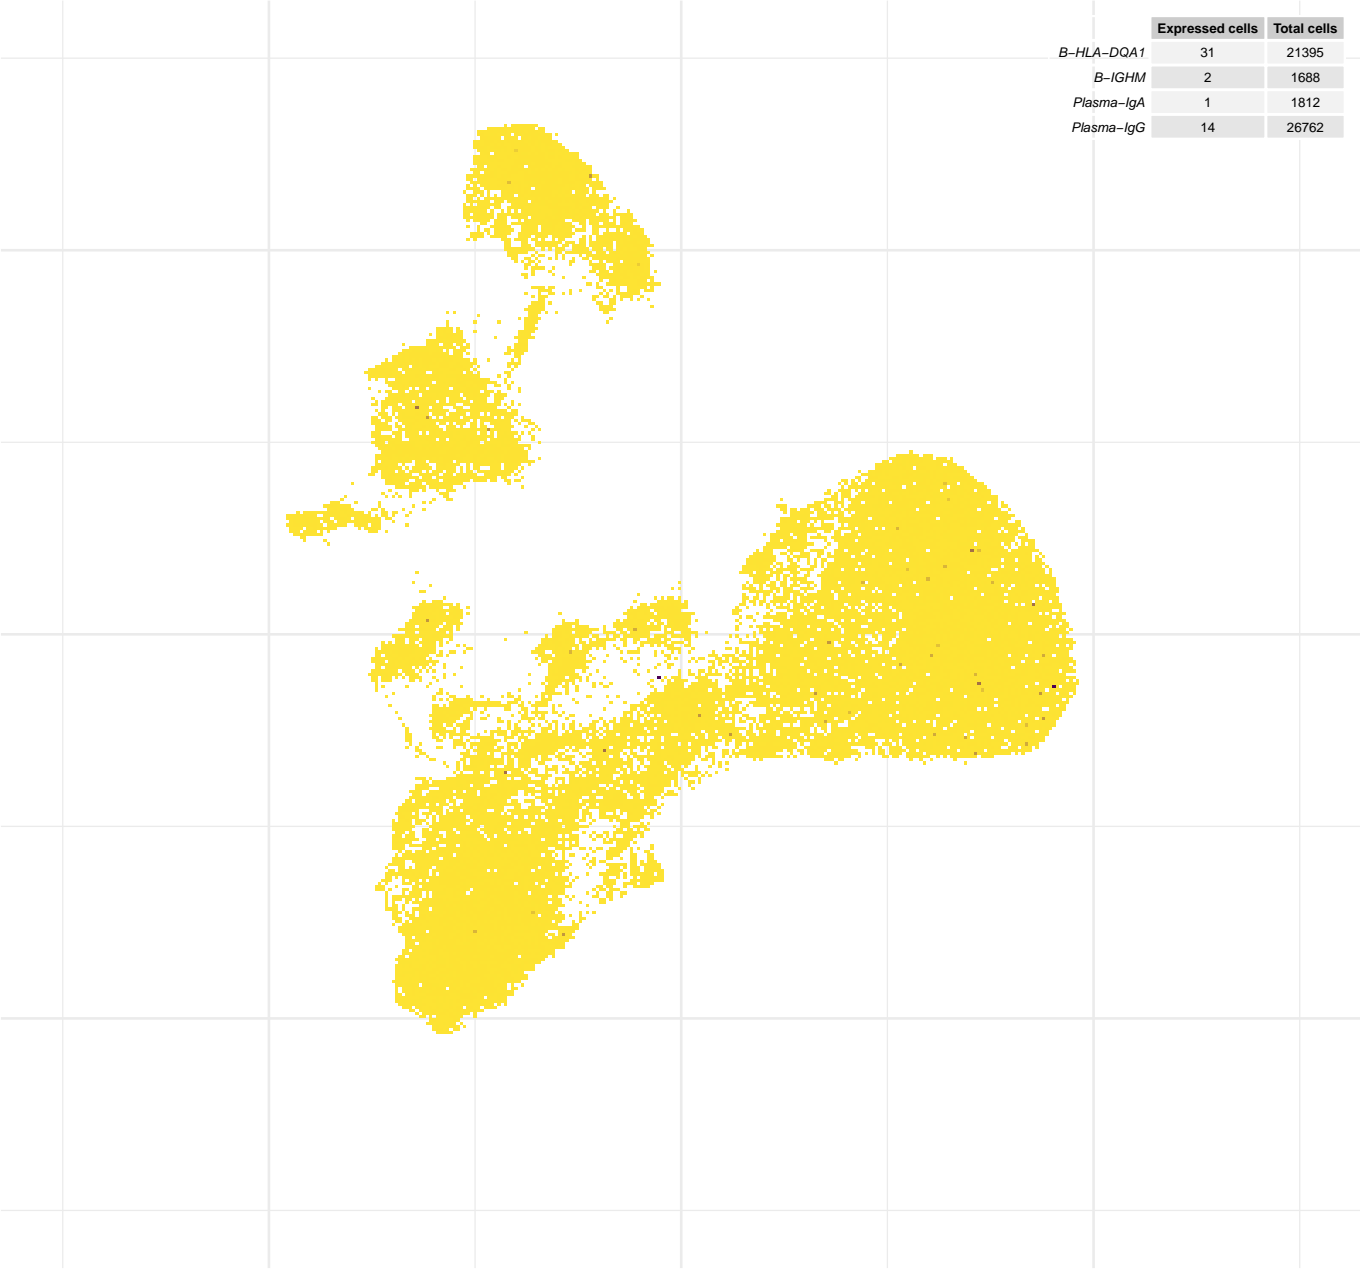 Expressed cells Total cells
B−HLA−DQA1 31 21395
B−IGHM 2 1688
Plasma−IgA 1 1812
Plasma−IgG 14 26762